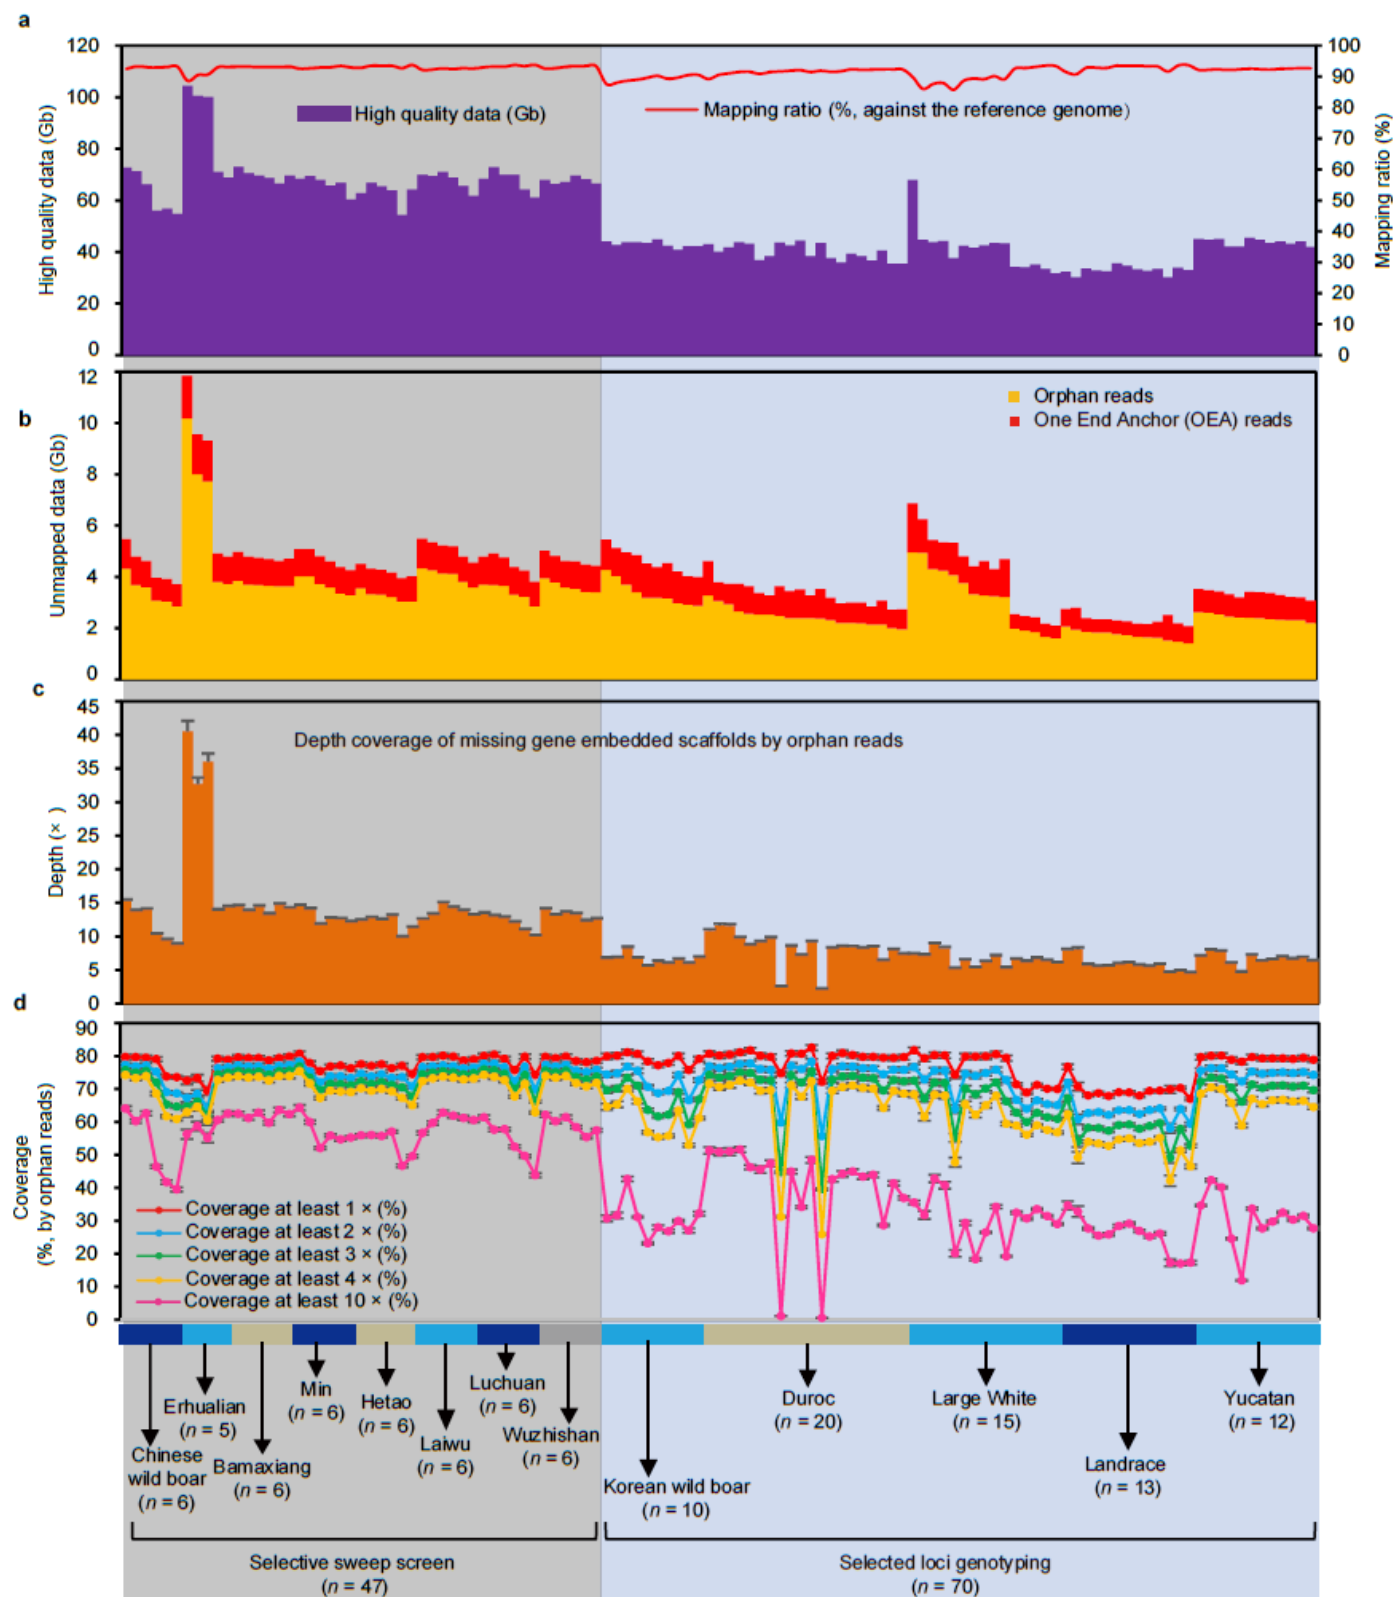 a
120
100
80
60
40
20
0
High quality data (Gb)
High quality data (Gb)
Mapping ratio (%, against the reference genome)
100
90
80
70
60
50
40
30
20
10
0
Mapping ratio (%)
b
12
10
8
6
4
2
0
Unmapped data (Gb)
Orphan reads
One End Anchor (OEA) reads
c
45
40
35
30
25
20
15
10
5
0
Depth (× )
Depth coverage of missing gene embedded scaffolds by orphan reads
d
90
80
70
60
50
40
30
20
10
0
Coverage
(%, by orphan reads)
Coverage at least 1 × (%)
Coverage at least 2 × (%)
Coverage at least 3 × (%)
Coverage at least 4 × (%)
Coverage at least 10 × (%)
Chinese
wild boar
(n = 6)
Erhualian
(n = 5)
Bamaxiang
(n = 6)
Min
(n = 6)
Hetao
(n = 6)
Laiwu
(n = 6)
Luchuan
(n = 6)
Wuzhishan
(n = 6)
Korean wild boar
(n = 10)
Duroc
(n = 20)
Large White
(n = 15)
Landrace
(n = 13)
Yucatan
(n = 12)
Selective sweep screen
(n = 47)
Selected loci genotyping
(n = 70)